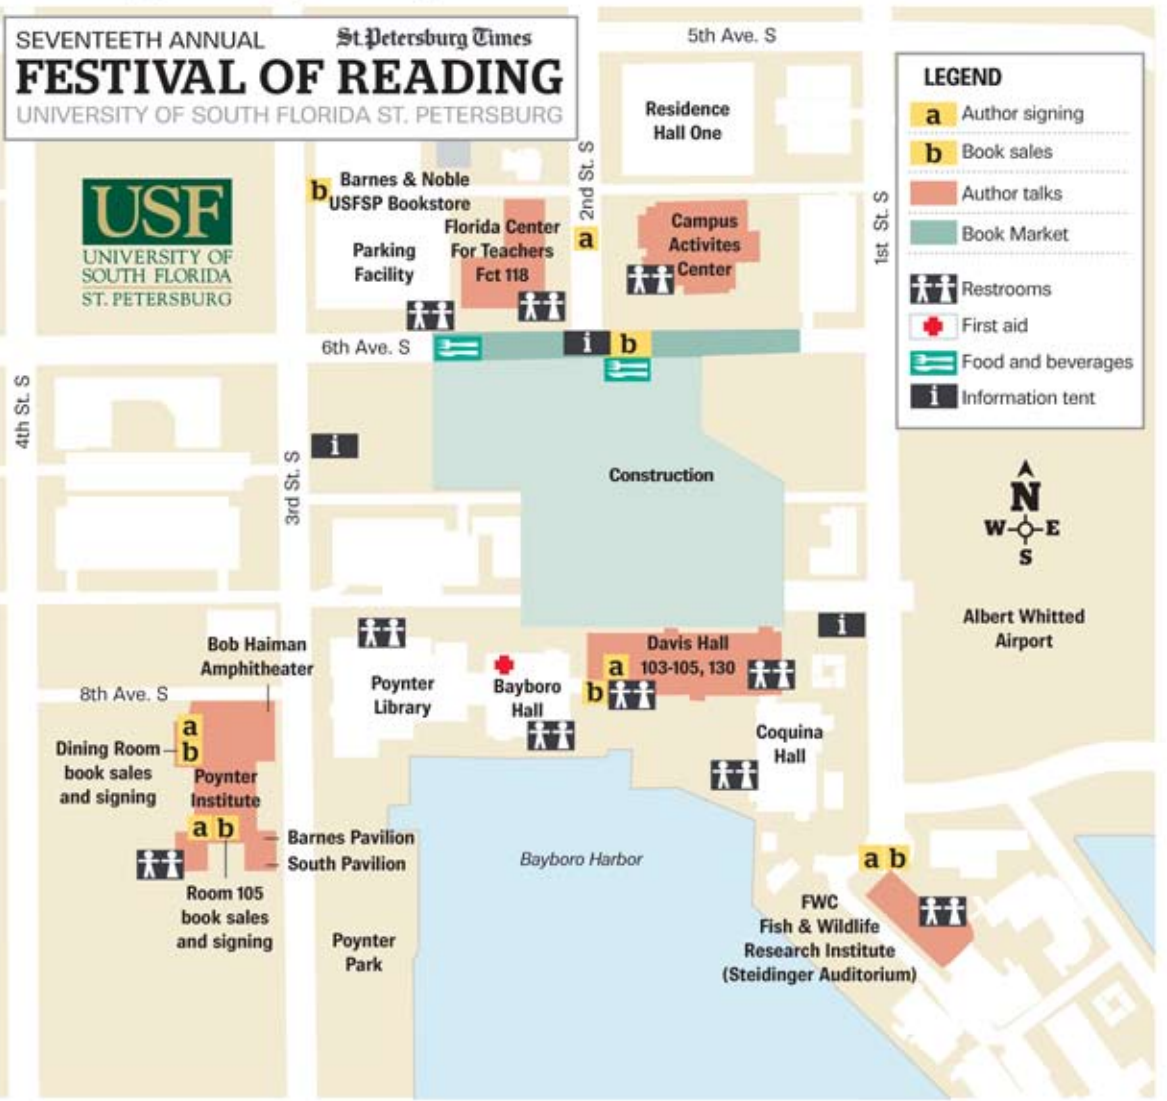 SEVENTEETH ANNUAL
St. Petersburg Times
FESTIVAL OF READING
UNIVERSITY OF SOUTH FLORIDA ST. PETERSBURG
5th Ave. S
LEGEND
a Author signing
b Book sales
Author talks
Book Market
Restrooms
First aid
Food and beverages
i Information tent
Residence
Hall One
2nd St. S
1st St. S
USF
UNIVERSITY OF
SOUTH FLORIDA
ST. PETERSBURG
b
Barnes & Noble
USFSP Bookstore
Parking
Facility
Florida Center
For Teachers
Fct 118
a
Campus
Activites
Center
6th Ave. S
i b
4th St. S
3rd St. S
i
Construction
N
W E
S
Albert Whitted
Airport
i
Bob Haiman
Amphitheater
8th Ave. S
Poynter
Library
Bayboro
Hall
Davis Hall
a 103-105, 130
b
Coquina
Hall
a
b
Dining Room
book sales
and signing
Poynter
Institute
a b
Barnes Pavilion
South Pavilion
Room 105
book sales
and signing
Poynter
Park
Bayboro Harbor
a b
FWC
Fish & Wildlife
Research Institute
(Steidinger Auditorium)